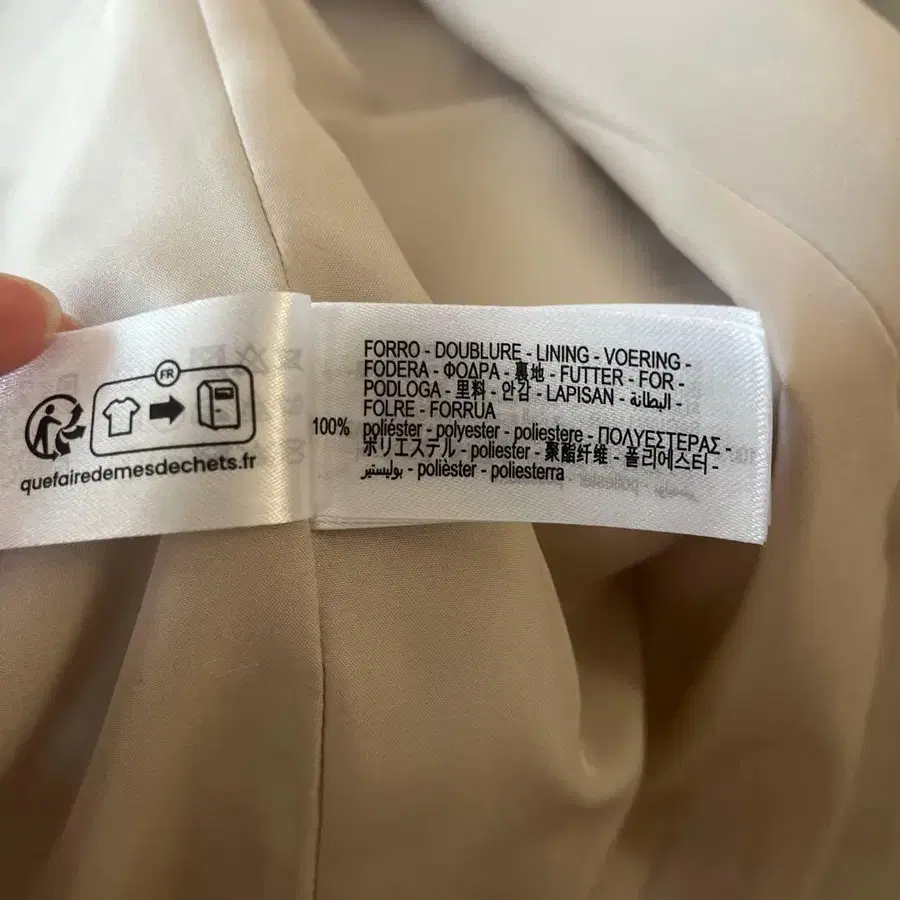 FR
quefairedemesdechets.fr
FORRO - DOUBLURE - LINING - VOERING -
FODERA - ΦΟΔΡΑ - 裏地 - FUTTER - FOR -
PODLOGA - 里料 - 안감 - LAPISAN - البطانة -
FOLRE - FORRUA
100% poliéster - polyester - poliestere - ΠΟΛΥΕΣΤΕΡΑΣ -
ポリエステル - poliester - 聚酯纤维 - 폴리에스터 -
بوليستير - polièster - poliesterra